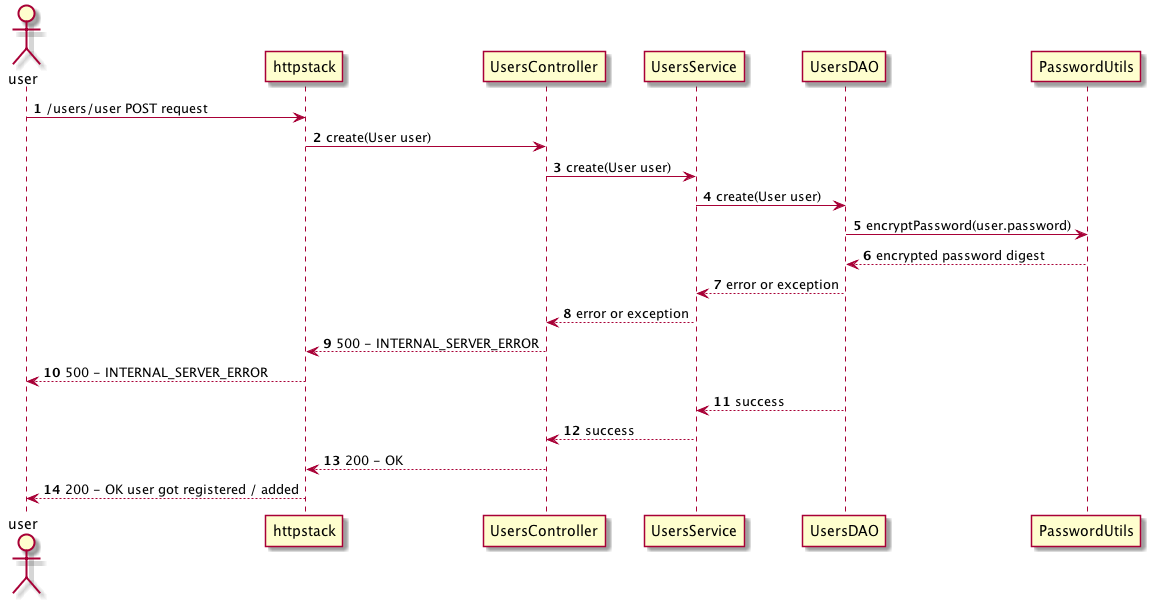 user
httpstack
UsersController
UsersService
UsersDAO
PasswordUtils
1 /users/user POST request
2 create(User user)
3 create(User user)
4 create(User user)
5 encryptPassword(user.password)
6 encrypted password digest
7 error or exception
8 error or exception
9 500 - INTERNAL_SERVER_ERROR
10 500 - INTERNAL_SERVER_ERROR
11 success
12 success
13 200 - OK
14 200 - OK user got registered / added
user
httpstack
UsersController
UsersService
UsersDAO
PasswordUtils